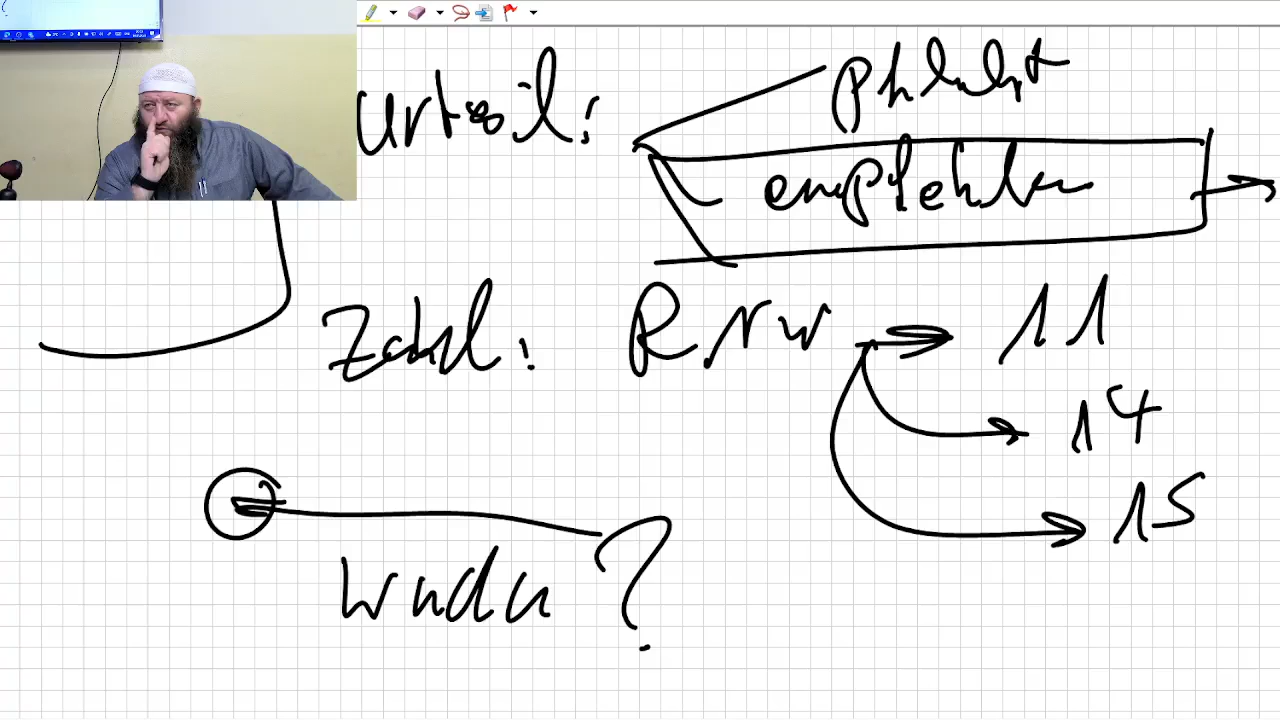 urteil:
pflicht
empfehlen
Zahl:
11
14
15
wudu ?